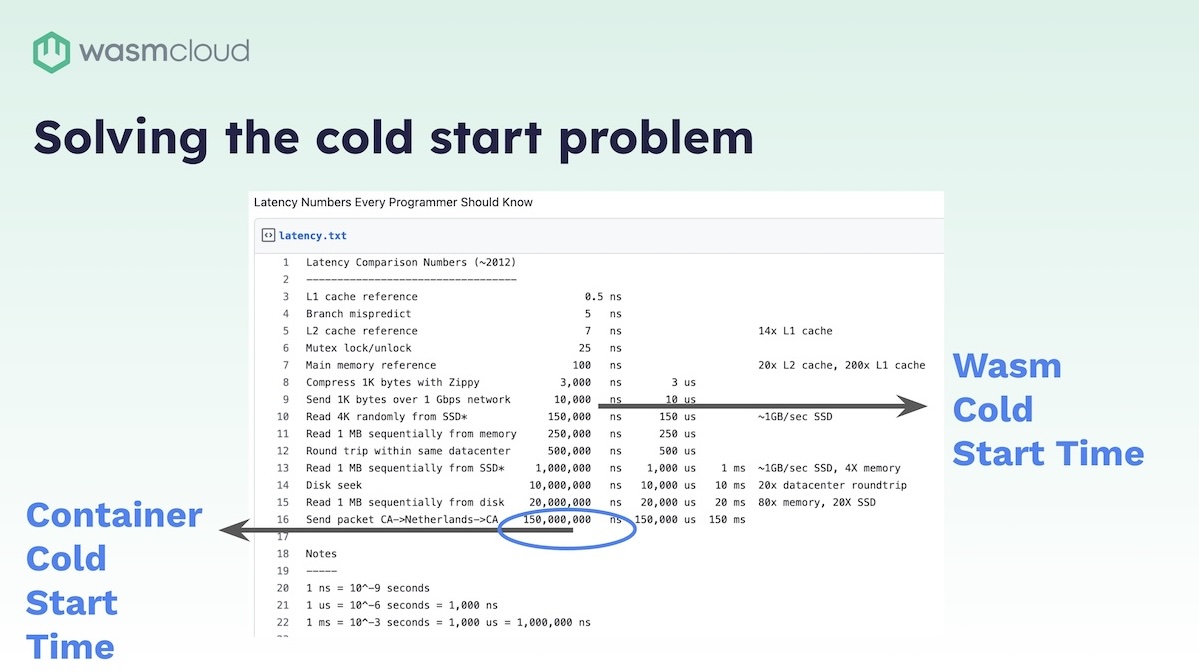 wasmcloud
Solving the cold start problem
Latency Numbers Every Programmer Should Know
latency.txt
1 Latency Comparison Numbers (~2012)
2 ----------------------------------
3 L1 cache reference 0.5 ns
4 Branch mispredict 5 ns
5 L2 cache reference 7 ns 14x L1 cache
6 Mutex lock/unlock 25 ns
7 Main memory reference 100 ns 20x L2 cache, 200x L1 cache
8 Compress 1K bytes with Zippy 3,000 ns 3 us
9 Send 1K bytes over 1 Gbps network 10,000 ns 10 us
10 Read 4K randomly from SSD* 150,000 ns 150 us ~1GB/sec SSD
11 Read 1 MB sequentially from memory 250,000 ns 250 us
12 Round trip within same datacenter 500,000 ns 500 us
13 Read 1 MB sequentially from SSD* 1,000,000 ns 1,000 us 1 ms ~1GB/sec SSD, 4X memory
14 Disk seek 10,000,000 ns 10,000 us 10 ms 20x datacenter roundtrip
15 Read 1 MB sequentially from disk 20,000,000 ns 20,000 us 20 ms 80x memory, 20X SSD
16 Send packet CA->Netherlands->CA 150,000,000 ns 150,000 us 150 ms
17
18 Notes
19 -----
20 1 ns = 10^-9 seconds
21 1 us = 10^-6 seconds = 1,000 ns
22 1 ms = 10^-3 seconds = 1,000 us = 1,000,000 ns
Wasm
Cold
Start Time
Container
Cold
Start
Time